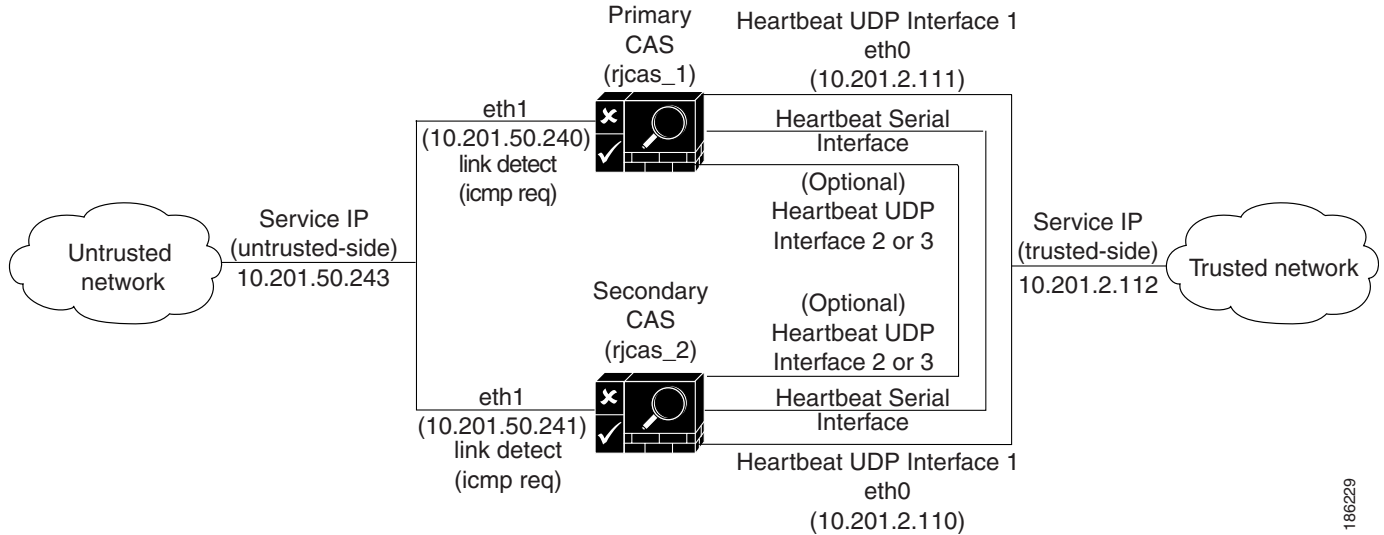 Primary
CAS
(rjcas_1)
Heartbeat UDP Interface 1
eth0
(10.201.2.111)
eth1
(10.201.50.240)
link detect
(icmp req)
Heartbeat Serial
Interface
(Optional)
Heartbeat UDP
Interface 2 or 3
Untrusted
network
Service IP
(untrusted-side)
10.201.50.243
Service IP
(trusted-side)
10.201.2.112
Trusted network
Secondary
CAS
(rjcas_2)
(Optional)
Heartbeat UDP
Interface 2 or 3
eth1
(10.201.50.241)
link detect
(icmp req)
Heartbeat Serial
Interface
Heartbeat UDP Interface 1
eth0
(10.201.2.110)
186229